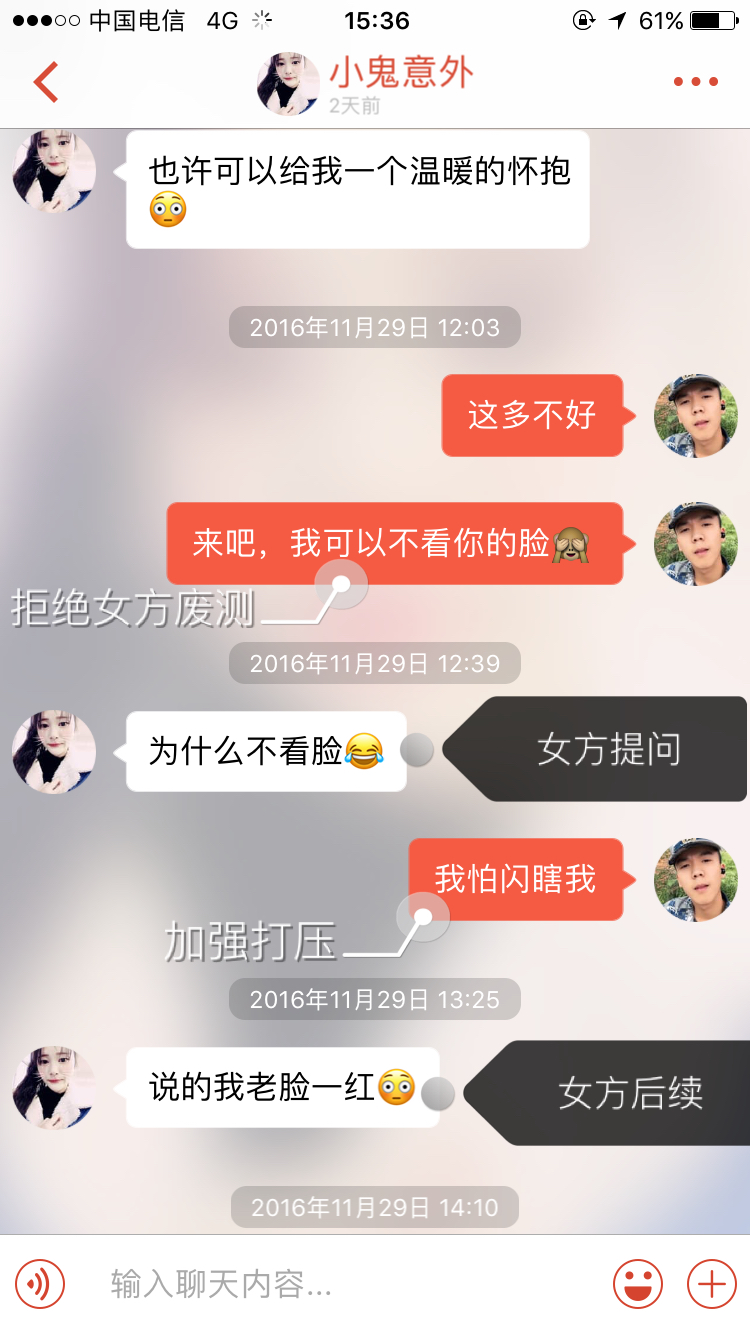 中国电信 4G 15:36 61%
小鬼意外
2天前
也许可以给我一个温暖的怀抱
😳
2016年11月29日 12:03
这多不好
来吧，我可以不看你的脸🙈
拒绝女方废测
2016年11月29日 12:39
为什么不看脸😂
女方提问
我怕闪瞎我
加强打压
2016年11月29日 13:25
说的我老脸一红😳
女方后续
2016年11月29日 14:10
输入聊天内容...